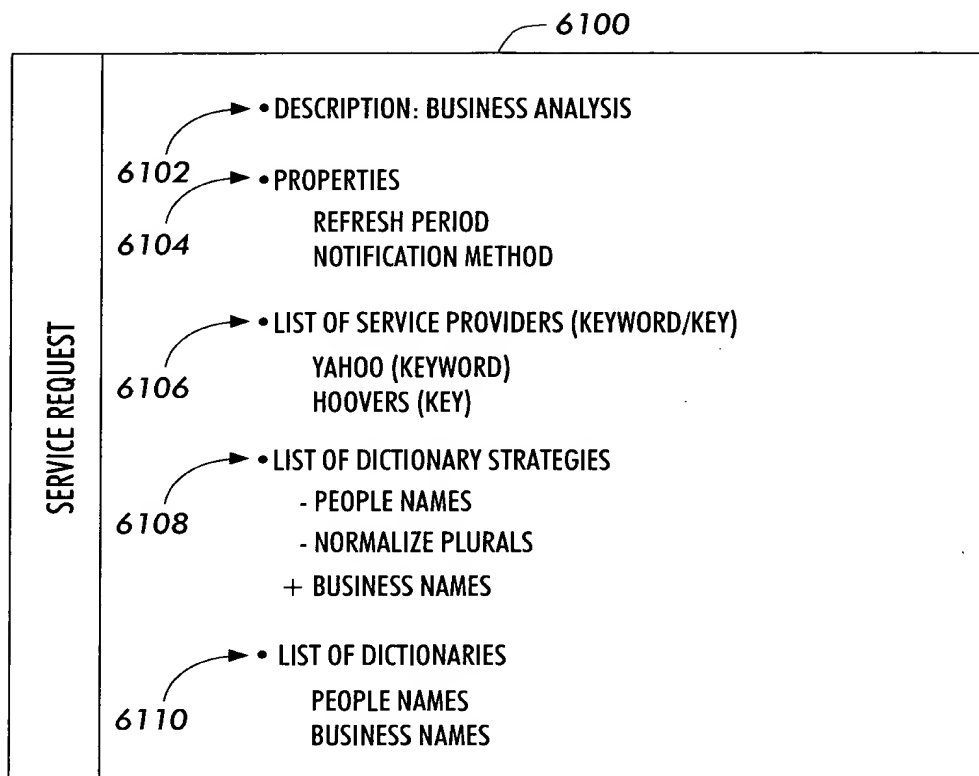 6100
SERVICE REQUEST
6102
• DESCRIPTION: BUSINESS ANALYSIS
6104
• PROPERTIES
REFRESH PERIOD
NOTIFICATION METHOD
6106
• LIST OF SERVICE PROVIDERS (KEYWORD/KEY)
YAHOO (KEYWORD)
HOOVERS (KEY)
6108
• LIST OF DICTIONARY STRATEGIES
- PEOPLE NAMES
- NORMALIZE PLURALS
+ BUSINESS NAMES
6110
• LIST OF DICTIONARIES
PEOPLE NAMES
BUSINESS NAMES